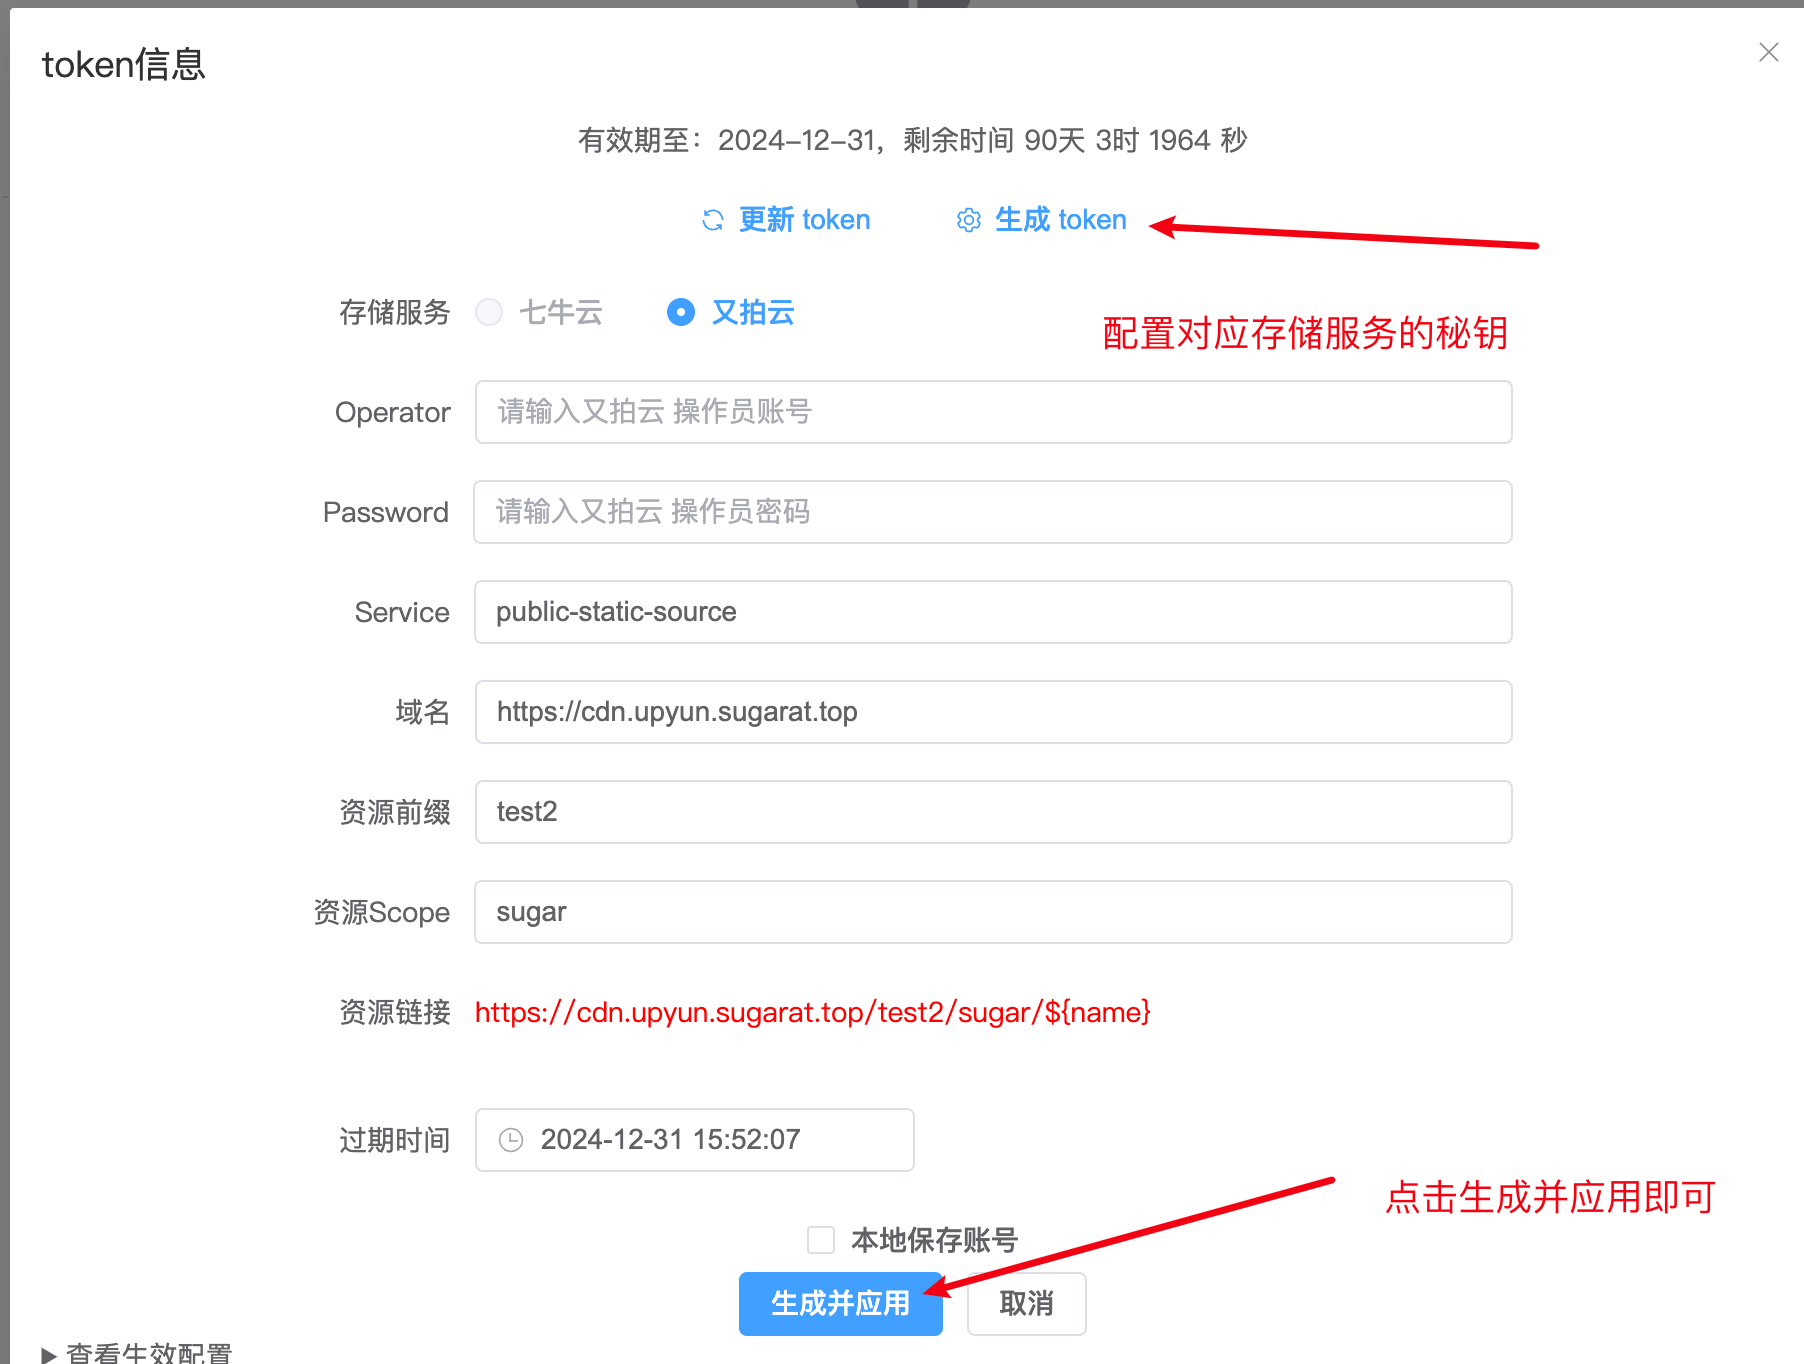 token信息
有效期至：2024-12-31，剩余时间 90天 3时 1964 秒
更新 token 生成 token
存储服务 七牛云 又拍云
配置对应存储服务的秘钥
Operator 请输入又拍云 操作员账号
Password 请输入又拍云 操作员密码
Service public-static-source
域名 https://cdn.upyun.sugarat.top
资源前缀 test2
资源Scope sugar
资源链接 https://cdn.upyun.sugarat.top/test2/sugar/${name}
过期时间 2024-12-31 15:52:07
点击生成并应用即可
本地保存账号
生成并应用 取消
▶ 查看生效配置